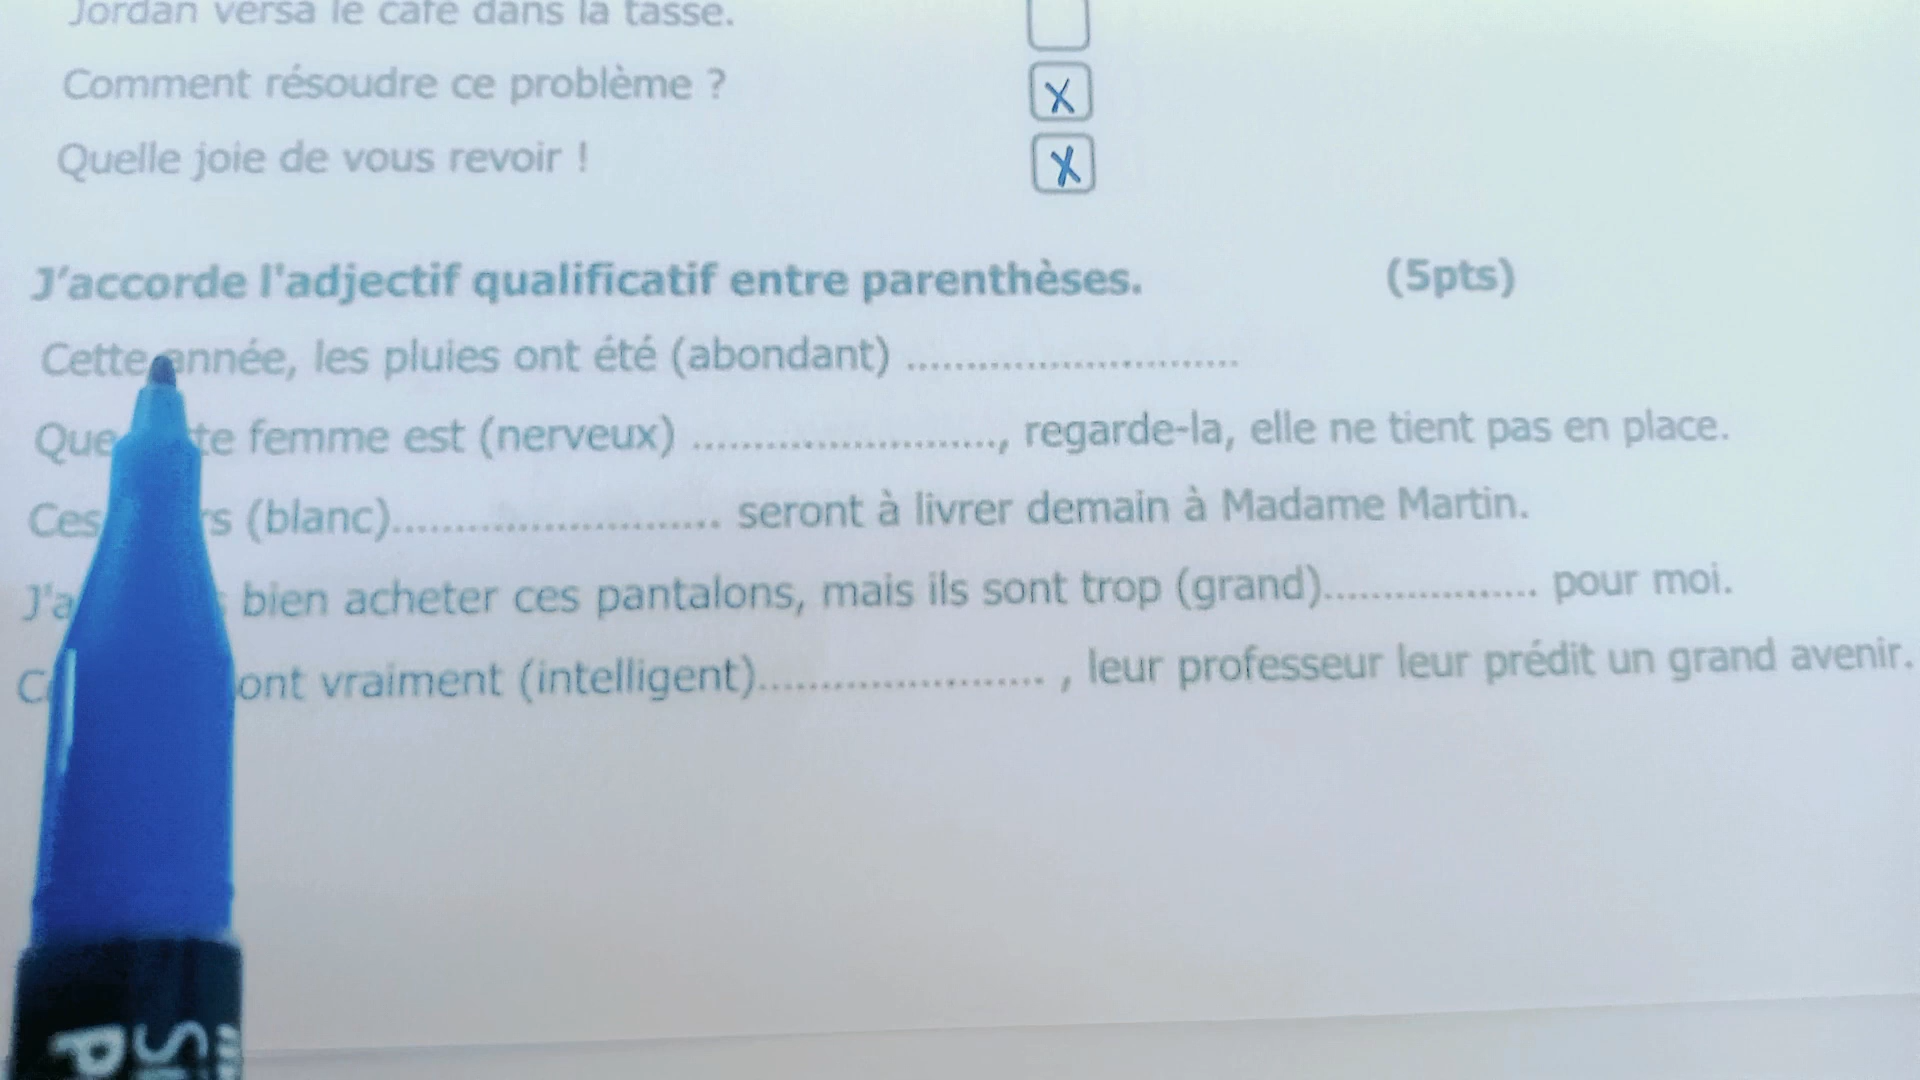 Jordan versa le café dans la tasse.
Comment résoudre ce problème ? X
Quelle joie de vous revoir ! X
J'accorde l'adjectif qualificatif entre parenthèses. (5pts)
Cette année, les pluies ont été (abondant) ............................
femme est (nerveux) .........................., regarde-la, elle ne tient pas en place.
Ces (blanc)........................... seront à livrer demain à Madame Martin.
bien acheter ces pantalons, mais ils sont trop (grand).................. pour moi.
vraiment (intelligent)........................ , leur professeur leur prédit un grand avenir.